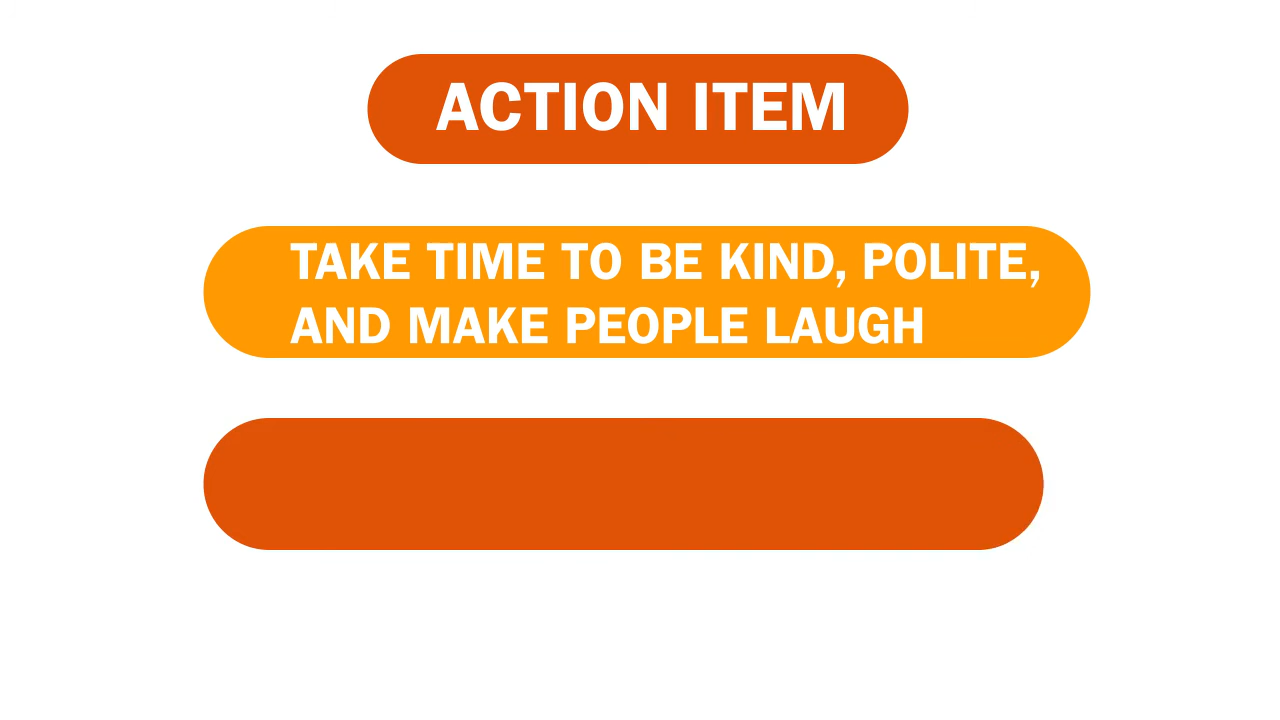 ACTION ITEM
TAKE TIME TO BE KIND, POLITE,
AND MAKE PEOPLE LAUGH